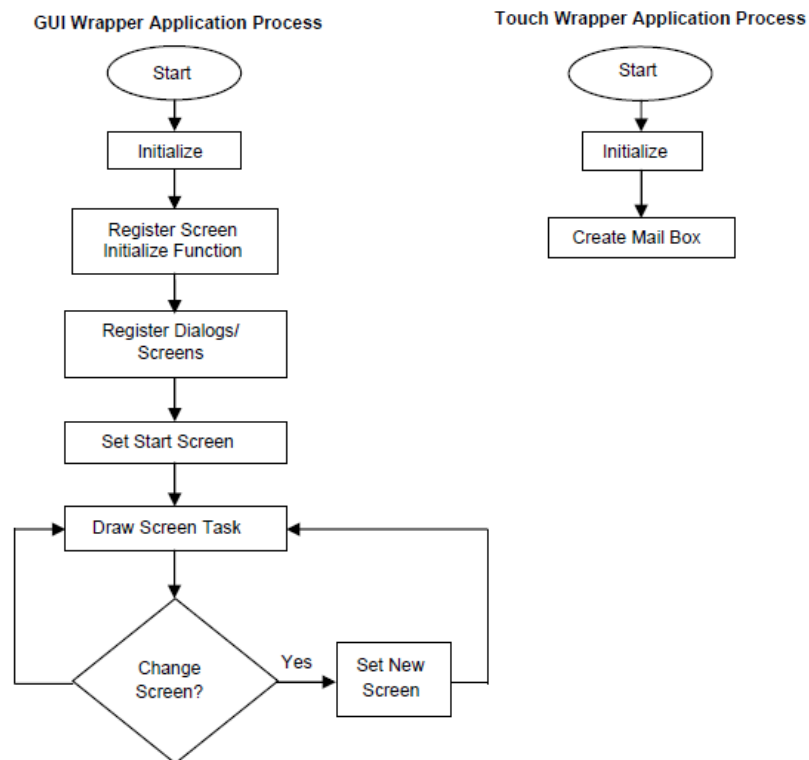 GUI Wrapper Application Process
Start
Initialize
Register Screen
Initialize Function
Register Dialogs/
Screens
Set Start Screen
Draw Screen Task
Change
Screen?
Yes
Set New
Screen
Touch Wrapper Application Process
Start
Initialize
Create Mail Box